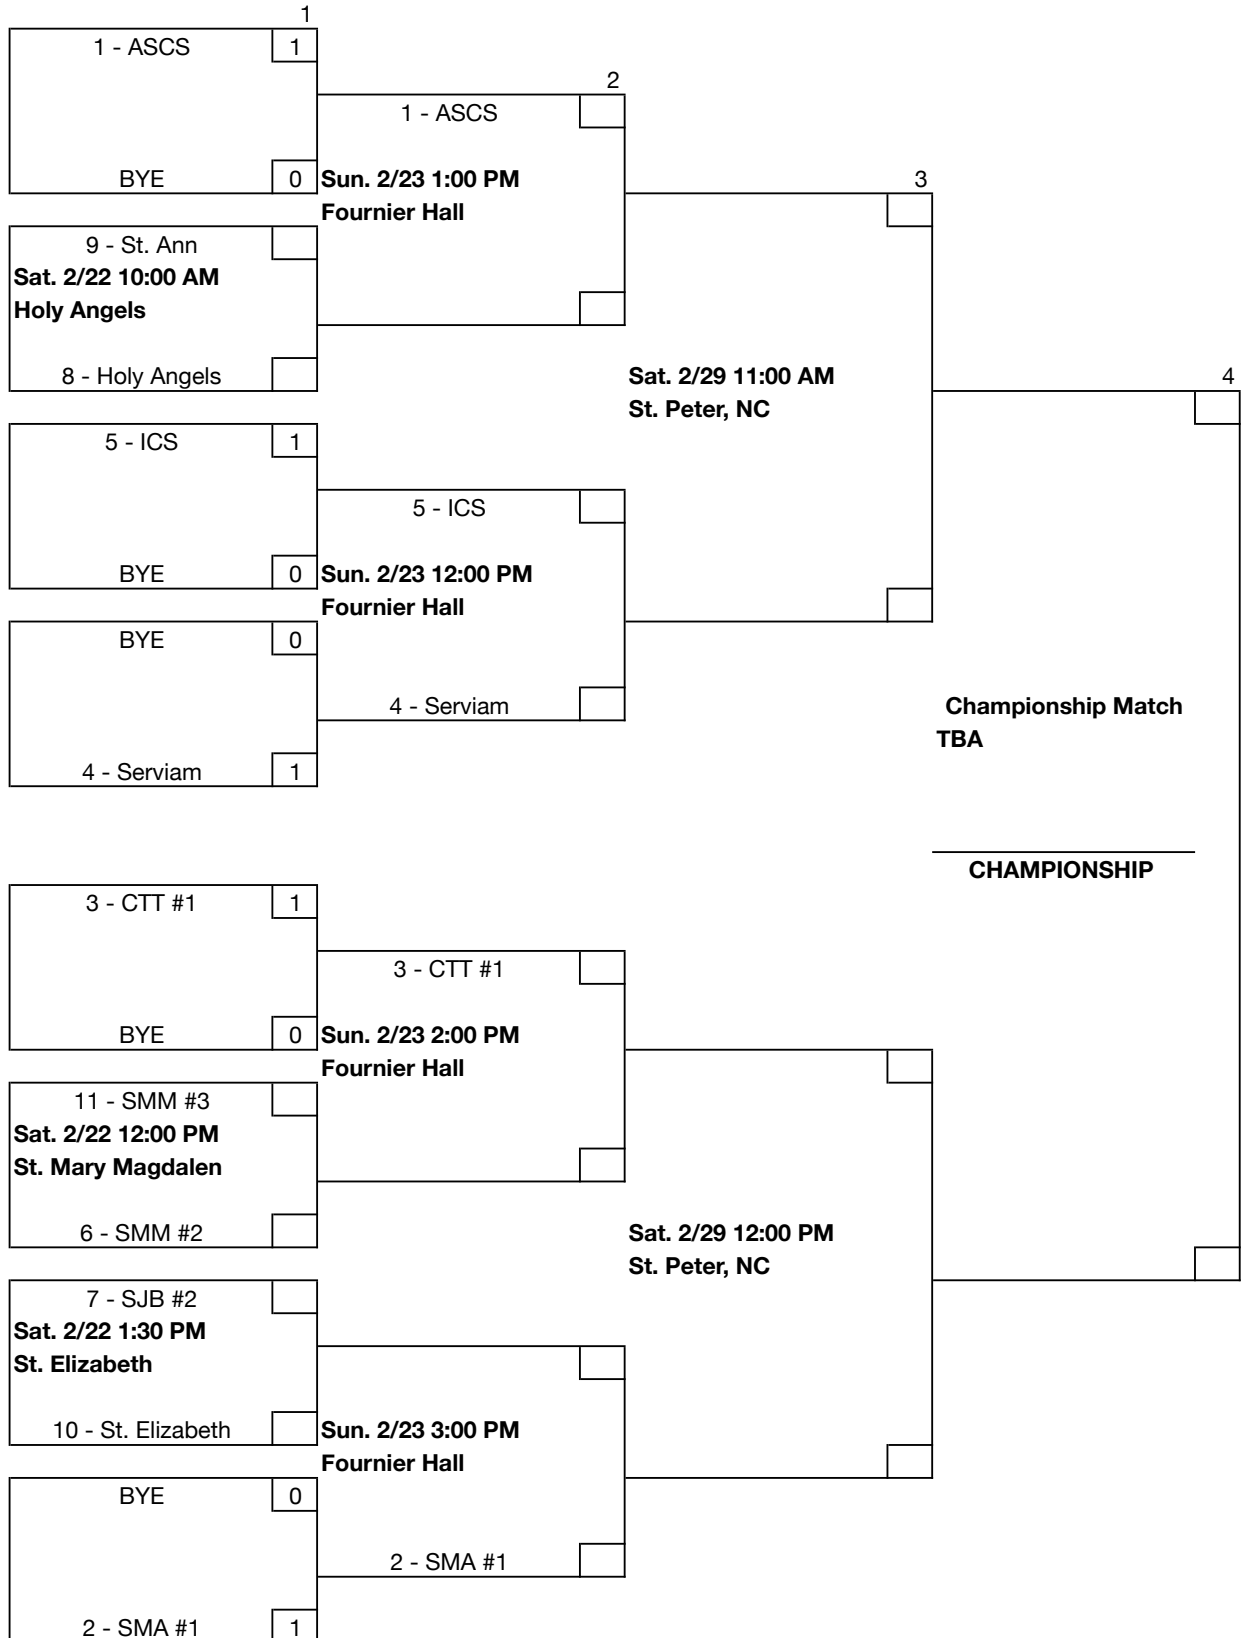 1
1 - ASCS 1
2
1 - ASCS
BYE 0
Sun. 2/23 1:00 PM
Fournier Hall
3
9 - St. Ann
Sat. 2/22 10:00 AM
Holy Angels
8 - Holy Angels
Sat. 2/29 11:00 AM
St. Peter, NC
4
5 - ICS 1
5 - ICS
BYE 0
Sun. 2/23 12:00 PM
Fournier Hall
BYE 0
4 - Serviam
4 - Serviam 1
Championship Match
TBA
CHAMPIONSHIP
3 - CTT #1 1
3 - CTT #1
BYE 0
Sun. 2/23 2:00 PM
Fournier Hall
11 - SMM #3
Sat. 2/22 12:00 PM
St. Mary Magdalen
6 - SMM #2
Sat. 2/29 12:00 PM
St. Peter, NC
7 - SJB #2
Sat. 2/22 1:30 PM
St. Elizabeth
10 - St. Elizabeth
Sun. 2/23 3:00 PM
Fournier Hall
BYE 0
2 - SMA #1
2 - SMA #1 1